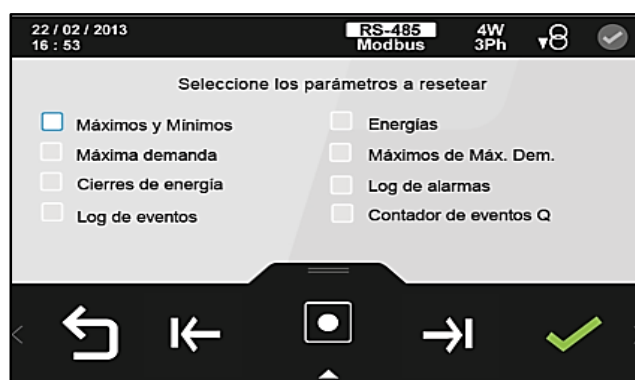 22 / 02 / 2013
16 : 53
RS-485
Modbus
4W
3Ph
Seleccione los parámetros a resetear
Máximos y Mínimos
Máxima demanda
Cierres de energía
Log de eventos
Energías
Máximos de Máx. Dem.
Log de alarmas
Contador de eventos Q